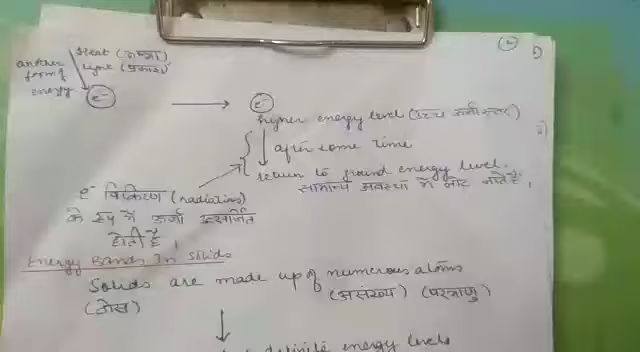 Heat (ऊष्मा)
another
Light (प्रकाश)
form of
energy
e⁻
e⁻
higher energy level (उच्च ऊर्जा स्तर)
after some time
return to ground energy level.
सामान्य अवस्था में लौट जाते हैं।
e⁻ विकिरण (radiations)
के रूप में ऊर्जा उत्सर्जित
होती है।
Energy Bands In Solids
Solids are made up of numerous atoms
(ठोस) (असंख्य) (परमाणु)
definite energy levels